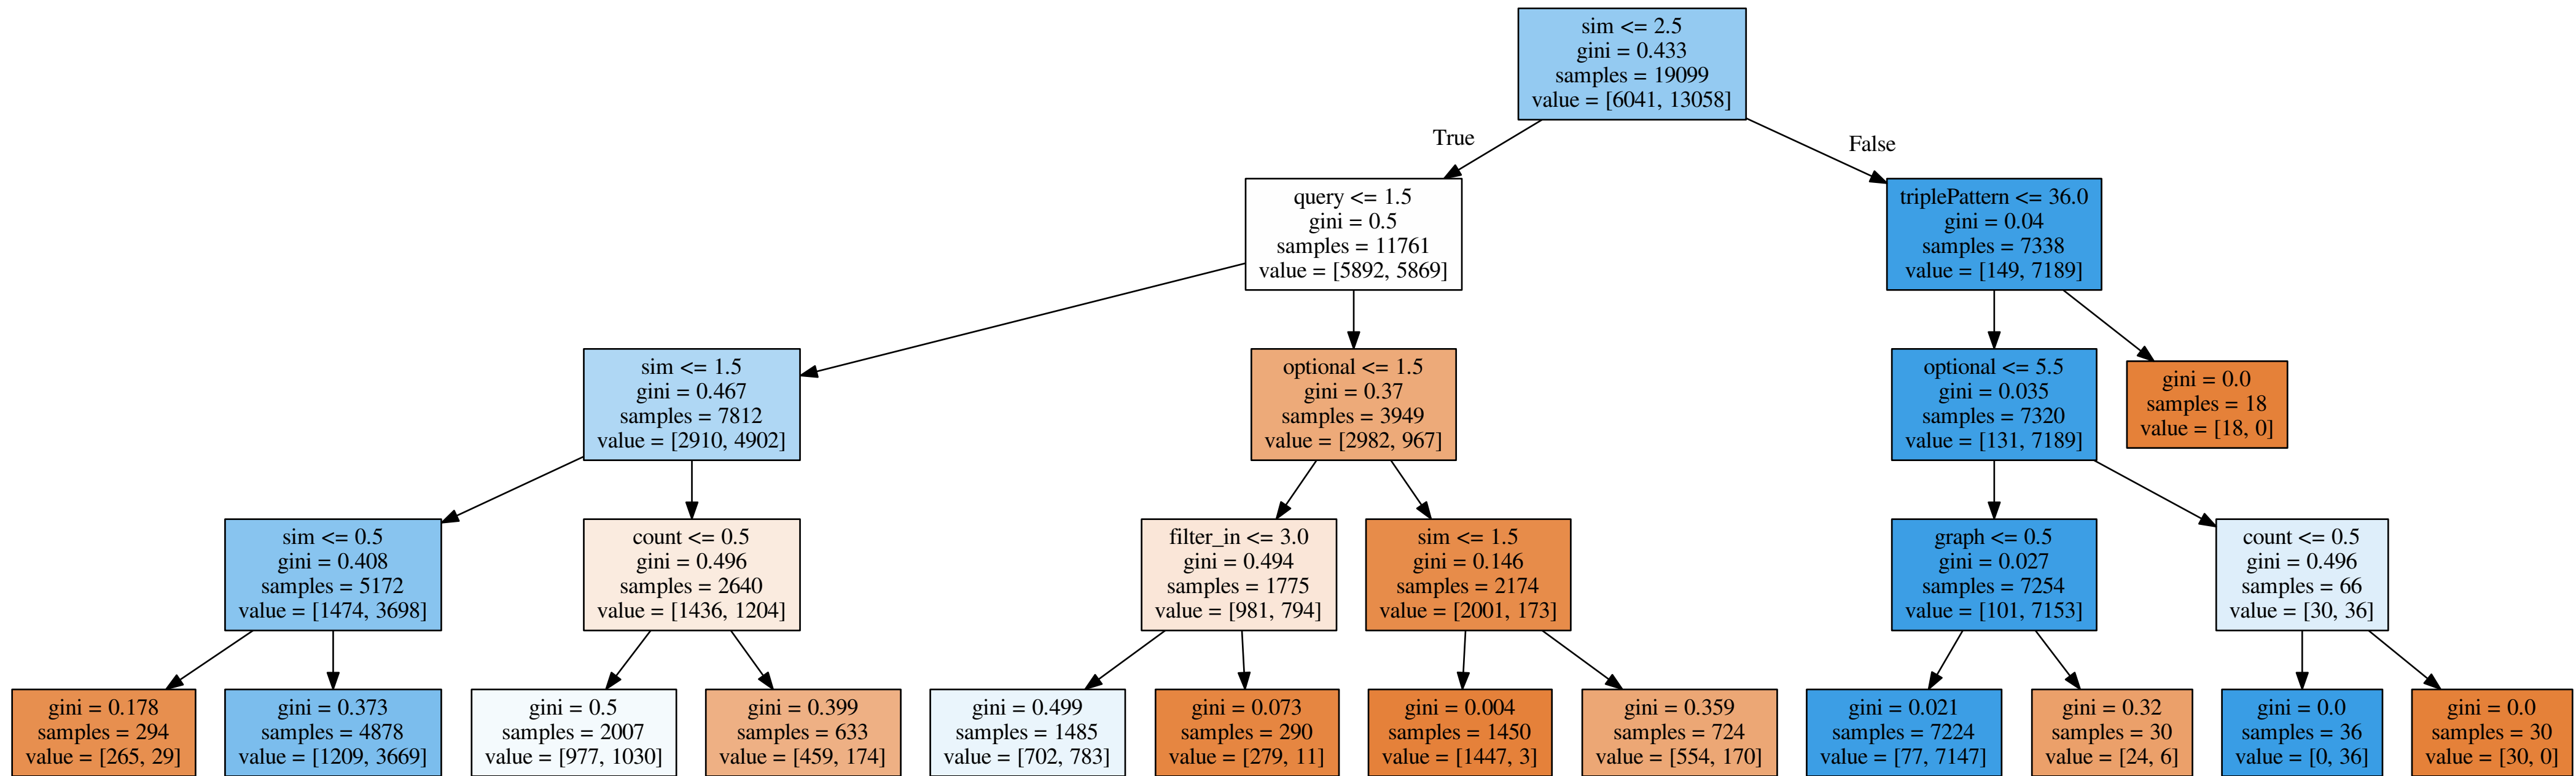 sim <= 2.5
gini = 0.433
samples = 19099
value = [6041, 13058]
True
False
query <= 1.5
gini = 0.5
samples = 11761
value = [5892, 5869]
triplePattern <= 36.0
gini = 0.04
samples = 7338
value = [149, 7189]
sim <= 1.5
gini = 0.467
samples = 7812
value = [2910, 4902]
optional <= 1.5
gini = 0.37
samples = 3949
value = [2982, 967]
optional <= 5.5
gini = 0.035
samples = 7320
value = [131, 7189]
gini = 0.0
samples = 18
value = [18, 0]
sim <= 0.5
gini = 0.408
samples = 5172
value = [1474, 3698]
count <= 0.5
gini = 0.496
samples = 2640
value = [1436, 1204]
filter_in <= 3.0
gini = 0.494
samples = 1775
value = [981, 794]
sim <= 1.5
gini = 0.146
samples = 2174
value = [2001, 173]
graph <= 0.5
gini = 0.027
samples = 7254
value = [101, 7153]
count <= 0.5
gini = 0.496
samples = 66
value = [30, 36]
gini = 0.178
samples = 294
value = [265, 29]
gini = 0.373
samples = 4878
value = [1209, 3669]
gini = 0.5
samples = 2007
value = [977, 1030]
gini = 0.399
samples = 633
value = [459, 174]
gini = 0.499
samples = 1485
value = [702, 783]
gini = 0.073
samples = 290
value = [279, 11]
gini = 0.004
samples = 1450
value = [1447, 3]
gini = 0.359
samples = 724
value = [554, 170]
gini = 0.021
samples = 7224
value = [77, 7147]
gini = 0.32
samples = 30
value = [24, 6]
gini = 0.0
samples = 36
value = [0, 36]
gini = 0.0
samples = 30
value = [30, 0]